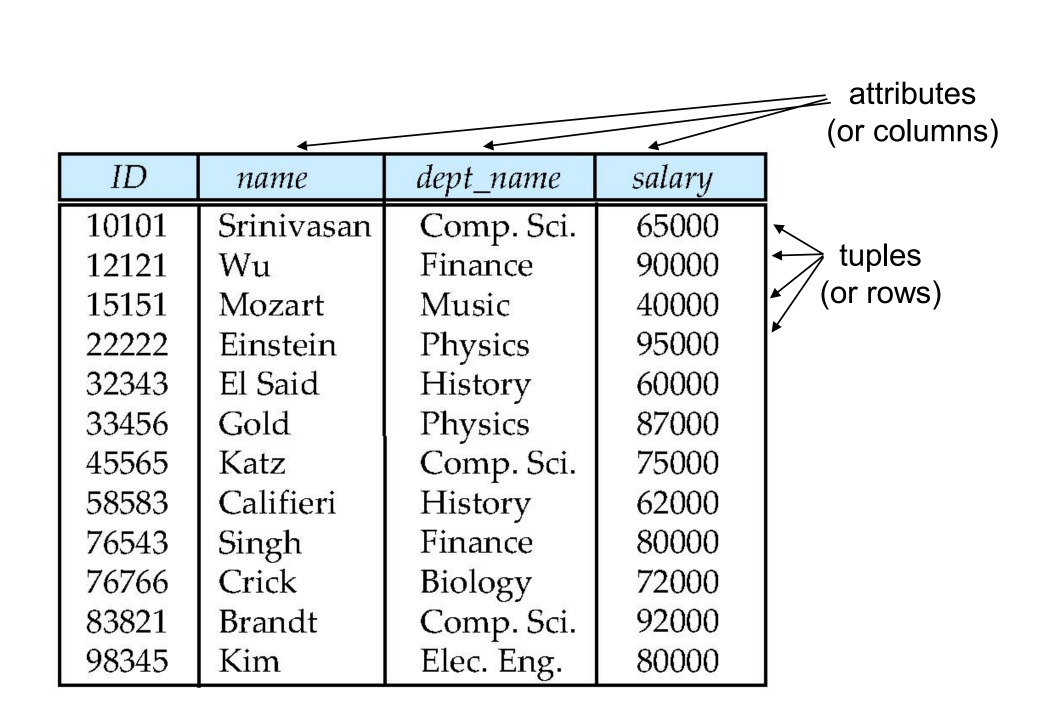 attributes
(or columns)
ID name dept_name salary
10101 Srinivasan Comp. Sci. 65000
12121 Wu Finance 90000
15151 Mozart Music 40000
22222 Einstein Physics 95000
32343 El Said History 60000
33456 Gold Physics 87000
45565 Katz Comp. Sci. 75000
58583 Califieri History 62000
76543 Singh Finance 80000
76766 Crick Biology 72000
83821 Brandt Comp. Sci. 92000
98345 Kim Elec. Eng. 80000
tuples
(or rows)